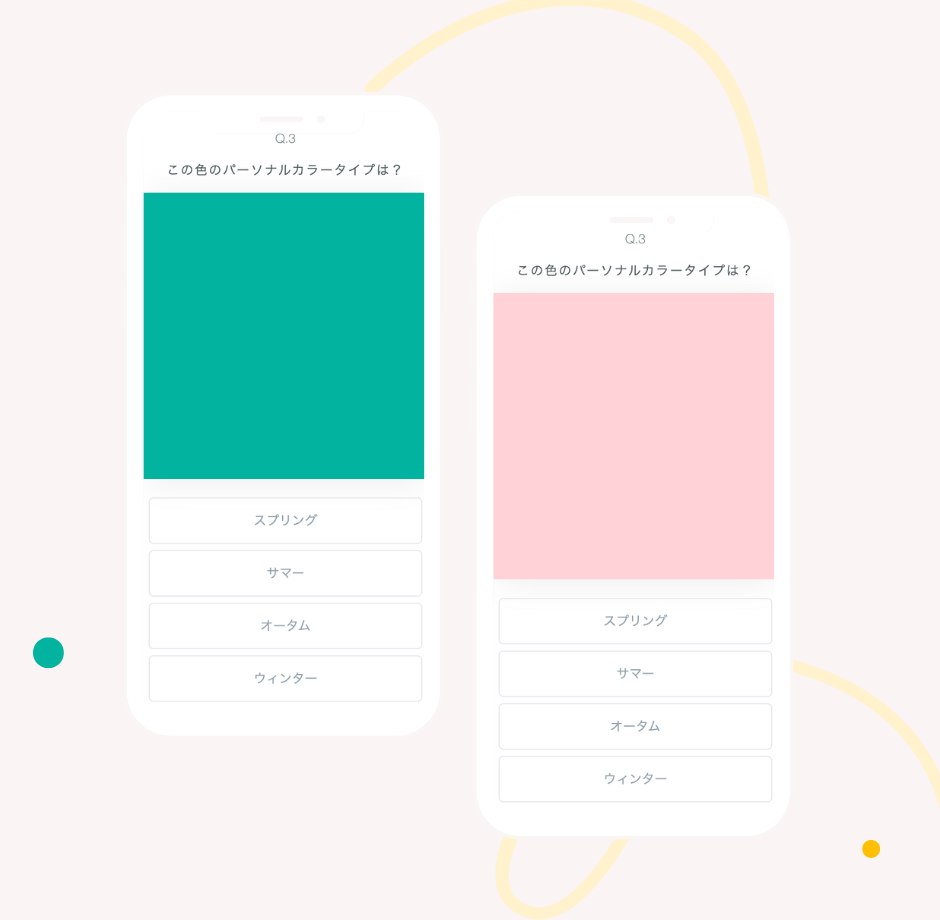 Q.3
この色のパーソナルカラータイプは？
スプリング
サマー
オータム
ウィンター
Q.3
この色のパーソナルカラータイプは？
スプリング
サマー
オータム
ウィンター